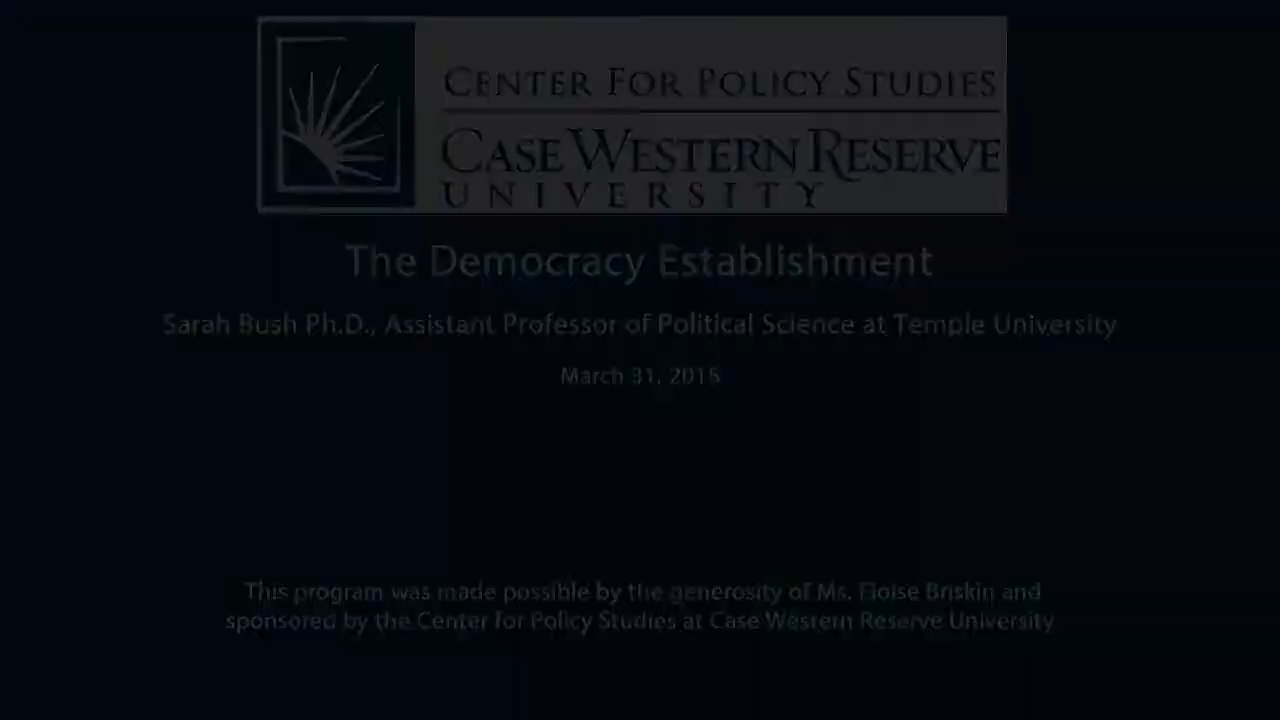 CENTER FOR POLICY STUDIES
CASE WESTERN RESERVE
UNIVERSITY
The Democracy Establishment
Sarah Bush Ph.D., Assistant Professor of Political Science at Temple University
March 31, 2015
This program was made possible by the generosity of Ms. Eloise Briskin and
sponsored by the Center for Policy Studies at Case Western Reserve University